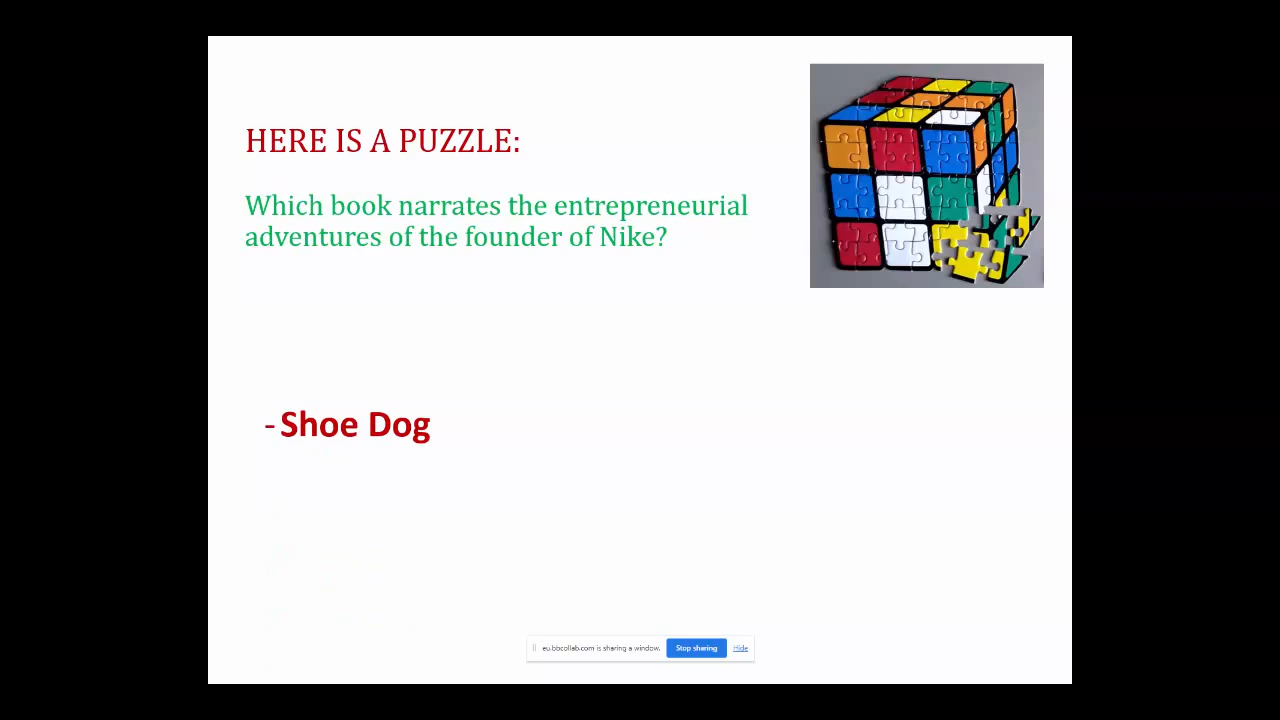 HERE IS A PUZZLE:
Which book narrates the entrepreneurial
adventures of the founder of Nike?
- Shoe Dog
eu.bbcollab.com is sharing a window.
Stop sharing
Hide